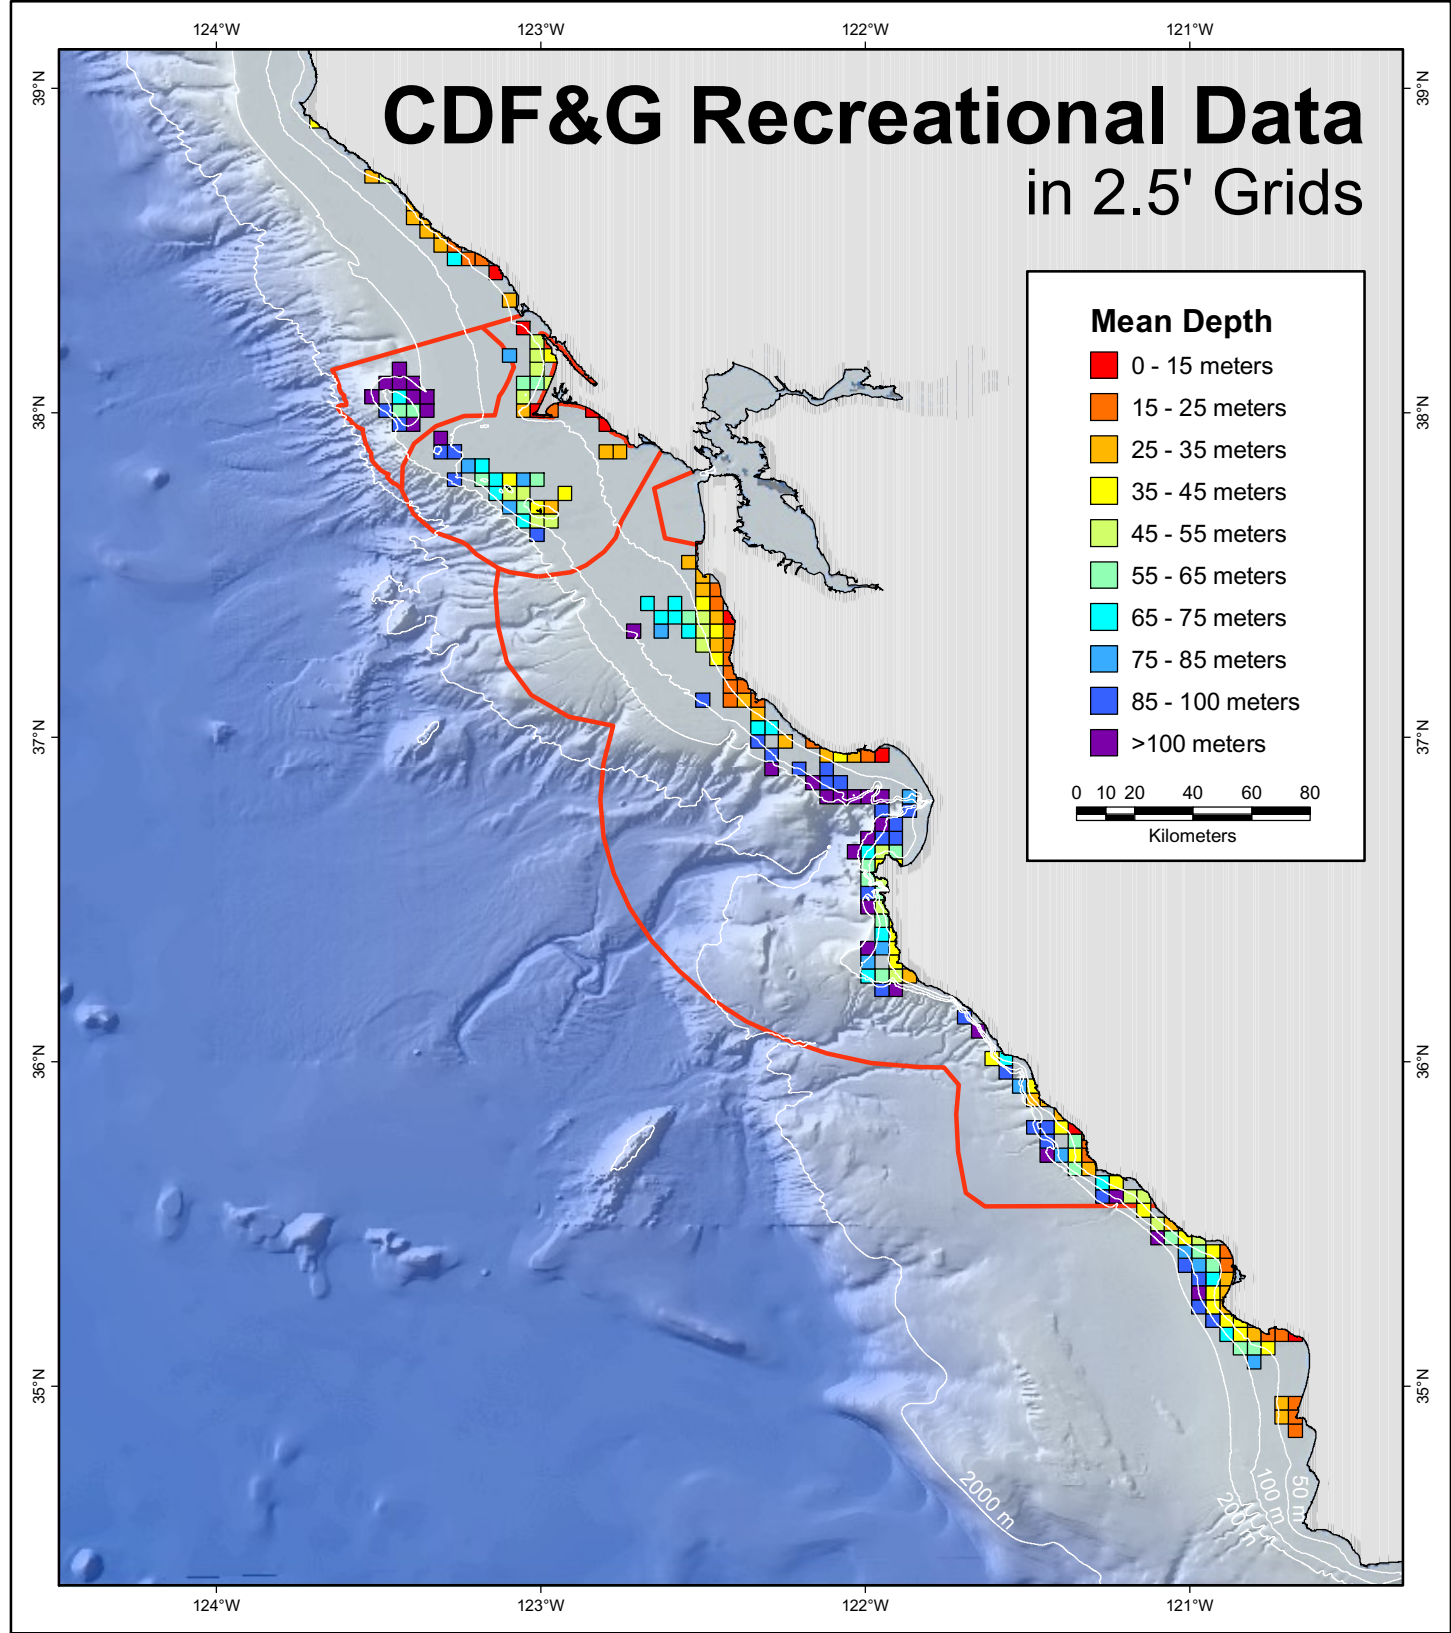 124°W 123°W 122°W 121°W
39°N 39°N
CDF&G Recreational Data
in 2.5' Grids
Mean Depth
0 - 15 meters
15 - 25 meters
25 - 35 meters
35 - 45 meters
45 - 55 meters
55 - 65 meters
65 - 75 meters
75 - 85 meters
85 - 100 meters
>100 meters
0 10 20 40 60 80
Kilometers
38°N 38°N
37°N 37°N
36°N 36°N
35°N 35°N
2000 m
200 m
100 m
50 m
124°W 123°W 122°W 121°W